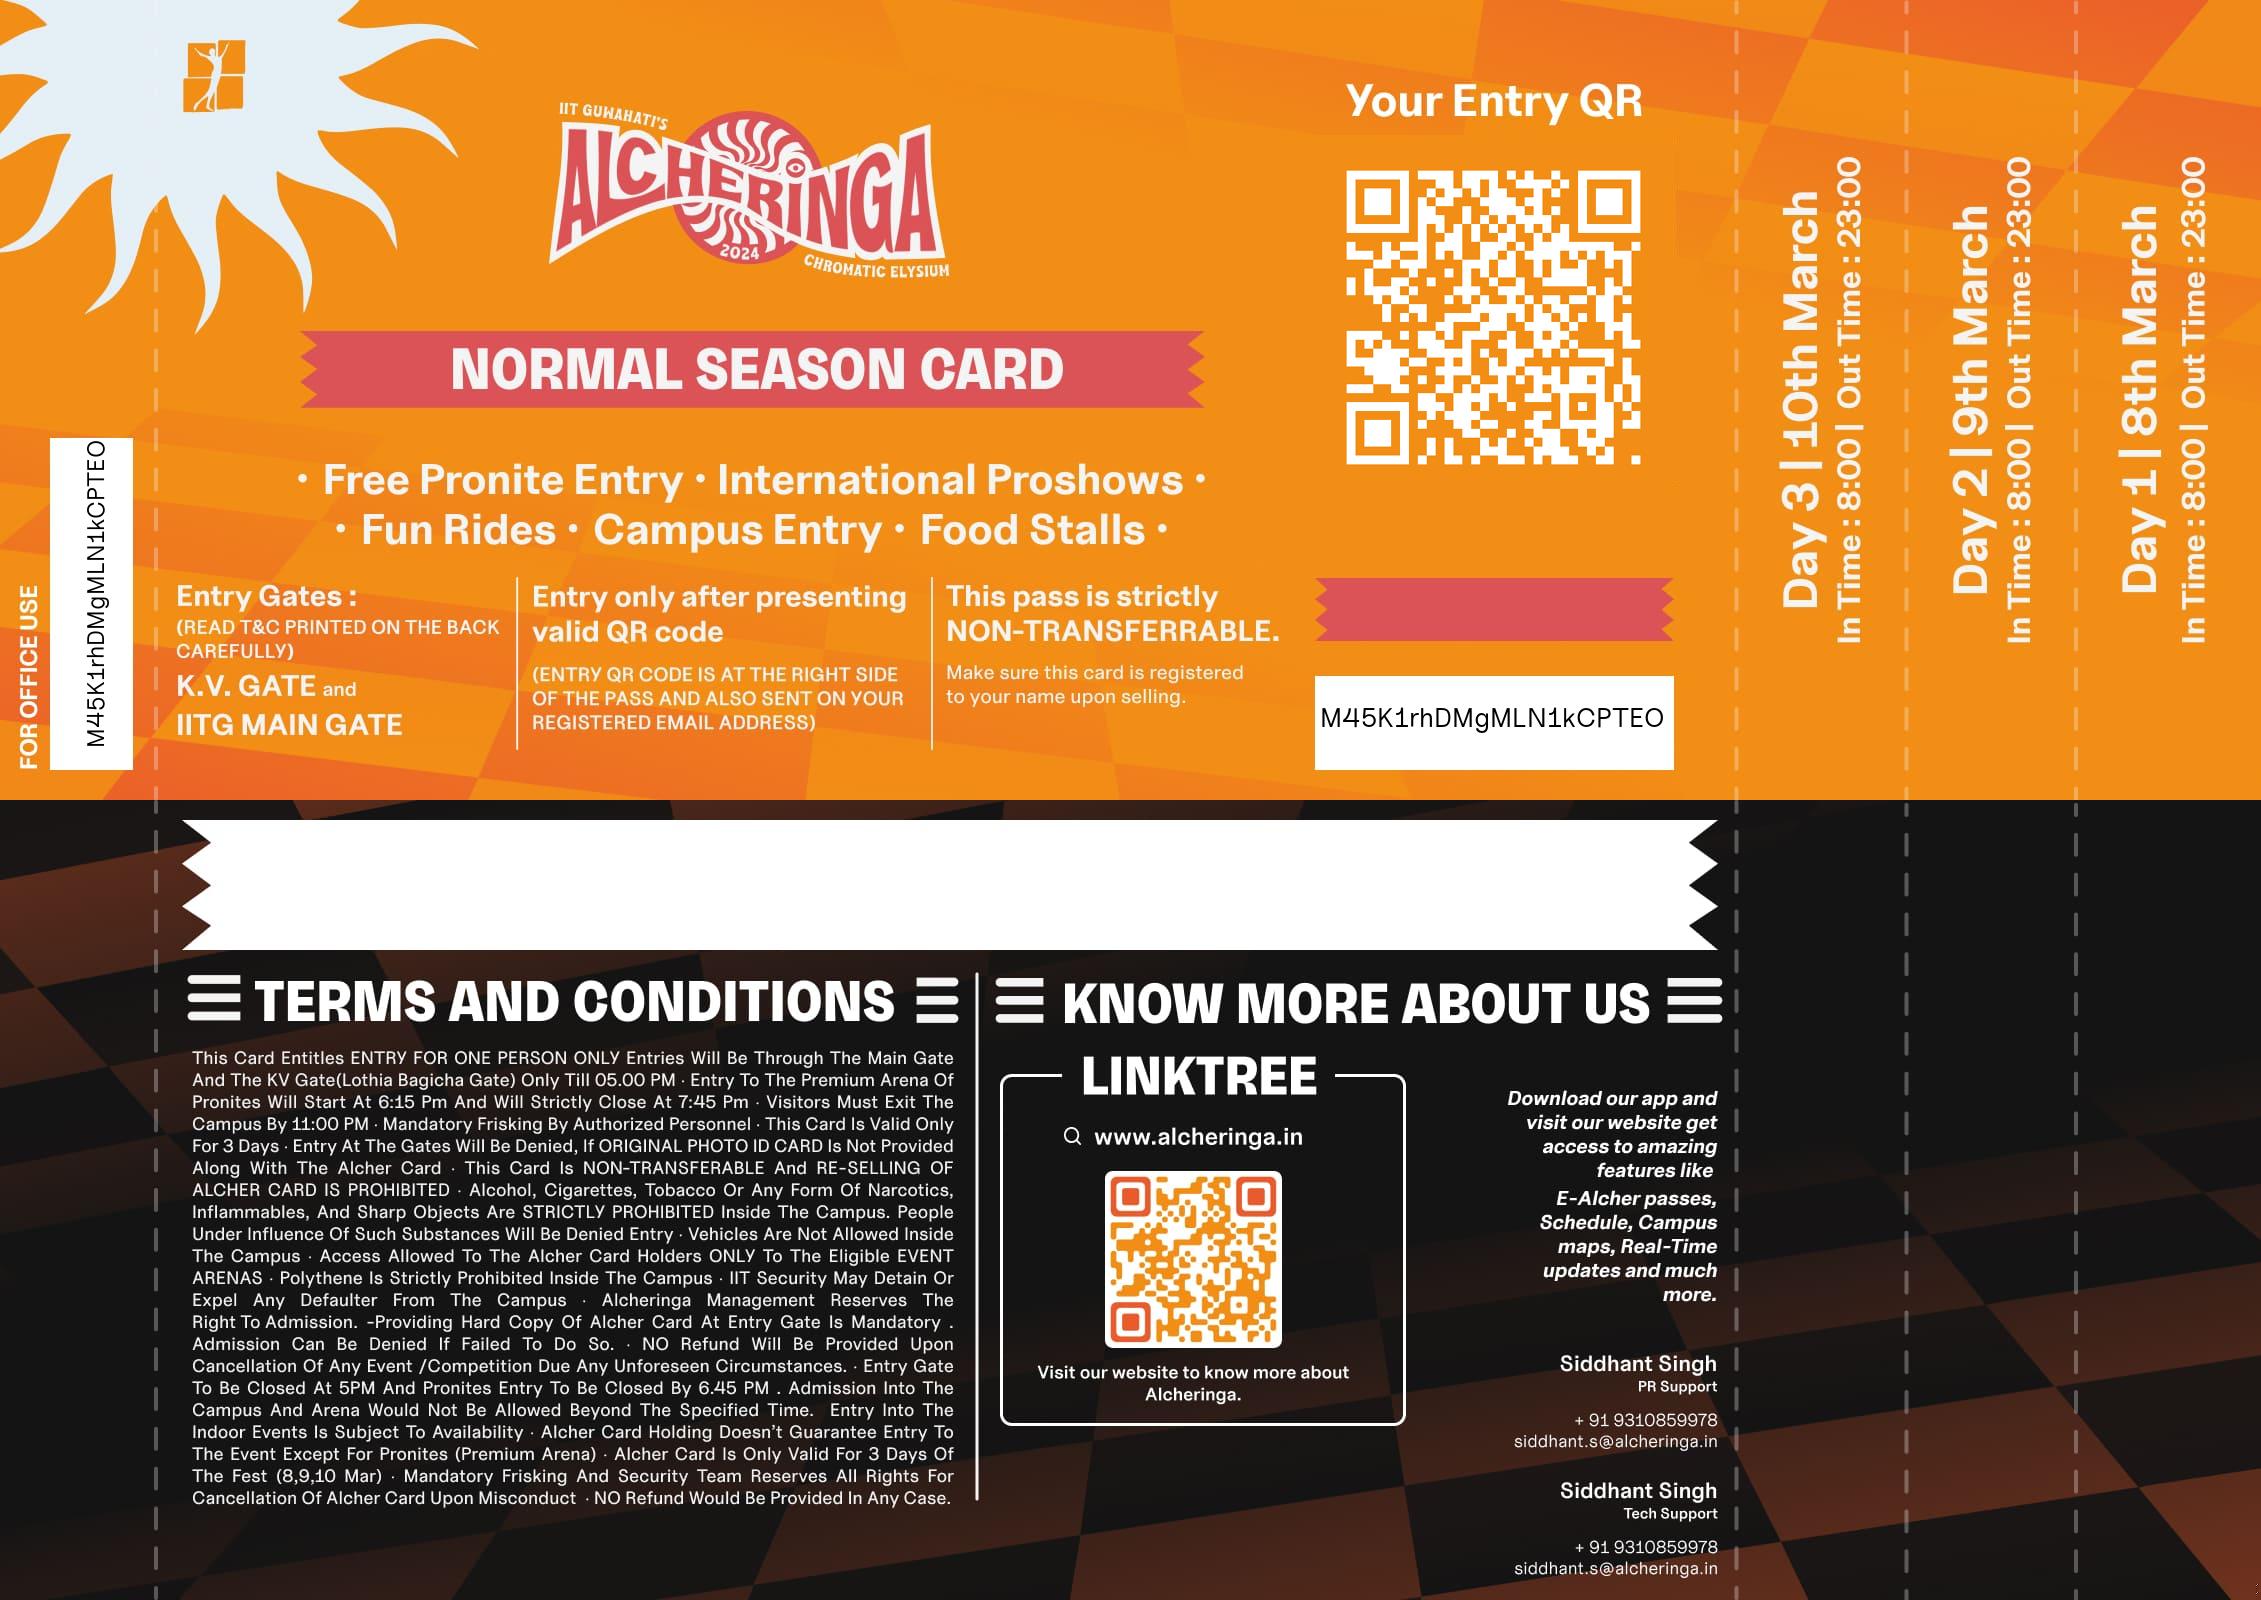 IIT GUWAHATI'S
ALCHERINGA
2024
CHROMATIC ELYSIUM
NORMAL SEASON CARD
· Free Pronite Entry · International Proshows ·
· Fun Rides · Campus Entry · Food Stalls ·
FOR OFFICE USE
M45K1rhDMgMLN1kCPTEO
Entry Gates :
(READ T&C PRINTED ON THE BACK
CAREFULLY)
K.V. GATE and
IITG MAIN GATE
Entry only after presenting
valid QR code
(ENTRY QR CODE IS AT THE RIGHT SIDE
OF THE PASS AND ALSO SENT ON YOUR
REGISTERED EMAIL ADDRESS)
This pass is strictly
NON-TRANSFERRABLE.
Make sure this card is registered
to your name upon selling.
Your Entry QR
M45K1rhDMgMLN1kCPTEO
Day 3 | 10th March
In Time : 8:00 | Out Time : 23:00
Day 2 | 9th March
In Time : 8:00 | Out Time : 23:00
Day 1 | 8th March
In Time : 8:00 | Out Time : 23:00
TERMS AND CONDITIONS
This Card Entitles ENTRY FOR ONE PERSON ONLY Entries Will Be Through The Main Gate
And The KV Gate(Lothia Bagicha Gate) Only Till 05.00 PM · Entry To The Premium Arena Of
Pronites Will Start At 6:15 Pm And Will Strictly Close At 7:45 Pm · Visitors Must Exit The
Campus By 11:00 PM · Mandatory Frisking By Authorized Personnel · This Card Is Valid Only
For 3 Days · Entry At The Gates Will Be Denied, If ORIGINAL PHOTO ID CARD Is Not Provided
Along With The Alcher Card · This Card Is NON-TRANSFERABLE And RE-SELLING OF
ALCHER CARD IS PROHIBITED · Alcohol, Cigarettes, Tobacco Or Any Form Of Narcotics,
Inflammables, And Sharp Objects Are STRICTLY PROHIBITED Inside The Campus. People
Under Influence Of Such Substances Will Be Denied Entry · Vehicles Are Not Allowed Inside
The Campus · Access Allowed To The Alcher Card Holders ONLY To The Eligible EVENT
ARENAS · Polythene Is Strictly Prohibited Inside The Campus · IIT Security May Detain Or
Expel Any Defaulter From The Campus · Alcheringa Management Reserves The
Right To Admission. -Providing Hard Copy Of Alcher Card At Entry Gate Is Mandatory .
Admission Can Be Denied If Failed To Do So. · NO Refund Will Be Provided Upon
Cancellation Of Any Event /Competition Due Any Unforeseen Circumstances. · Entry Gate
To Be Closed At 5PM And Pronites Entry To Be Closed By 6.45 PM . Admission Into The
Campus And Arena Would Not Be Allowed Beyond The Specified Time. Entry Into The
Indoor Events Is Subject To Availability · Alcher Card Holding Doesn't Guarantee Entry To
The Event Except For Pronites (Premium Arena) · Alcher Card Is Only Valid For 3 Days Of
The Fest (8,9,10 Mar) · Mandatory Frisking And Security Team Reserves All Rights For
Cancellation Of Alcher Card Upon Misconduct · NO Refund Would Be Provided In Any Case.
KNOW MORE ABOUT US
LINKTREE
www.alcheringa.in
Visit our website to know more about
Alcheringa.
Download our app and
visit our website get
access to amazing
features like
E-Alcher passes,
Schedule, Campus
maps, Real-Time
updates and much
more.
Siddhant Singh
PR Support
+ 91 9310859978
siddhant.s@alcheringa.in
Siddhant Singh
Tech Support
+ 91 9310859978
siddhant.s@alcheringa.in